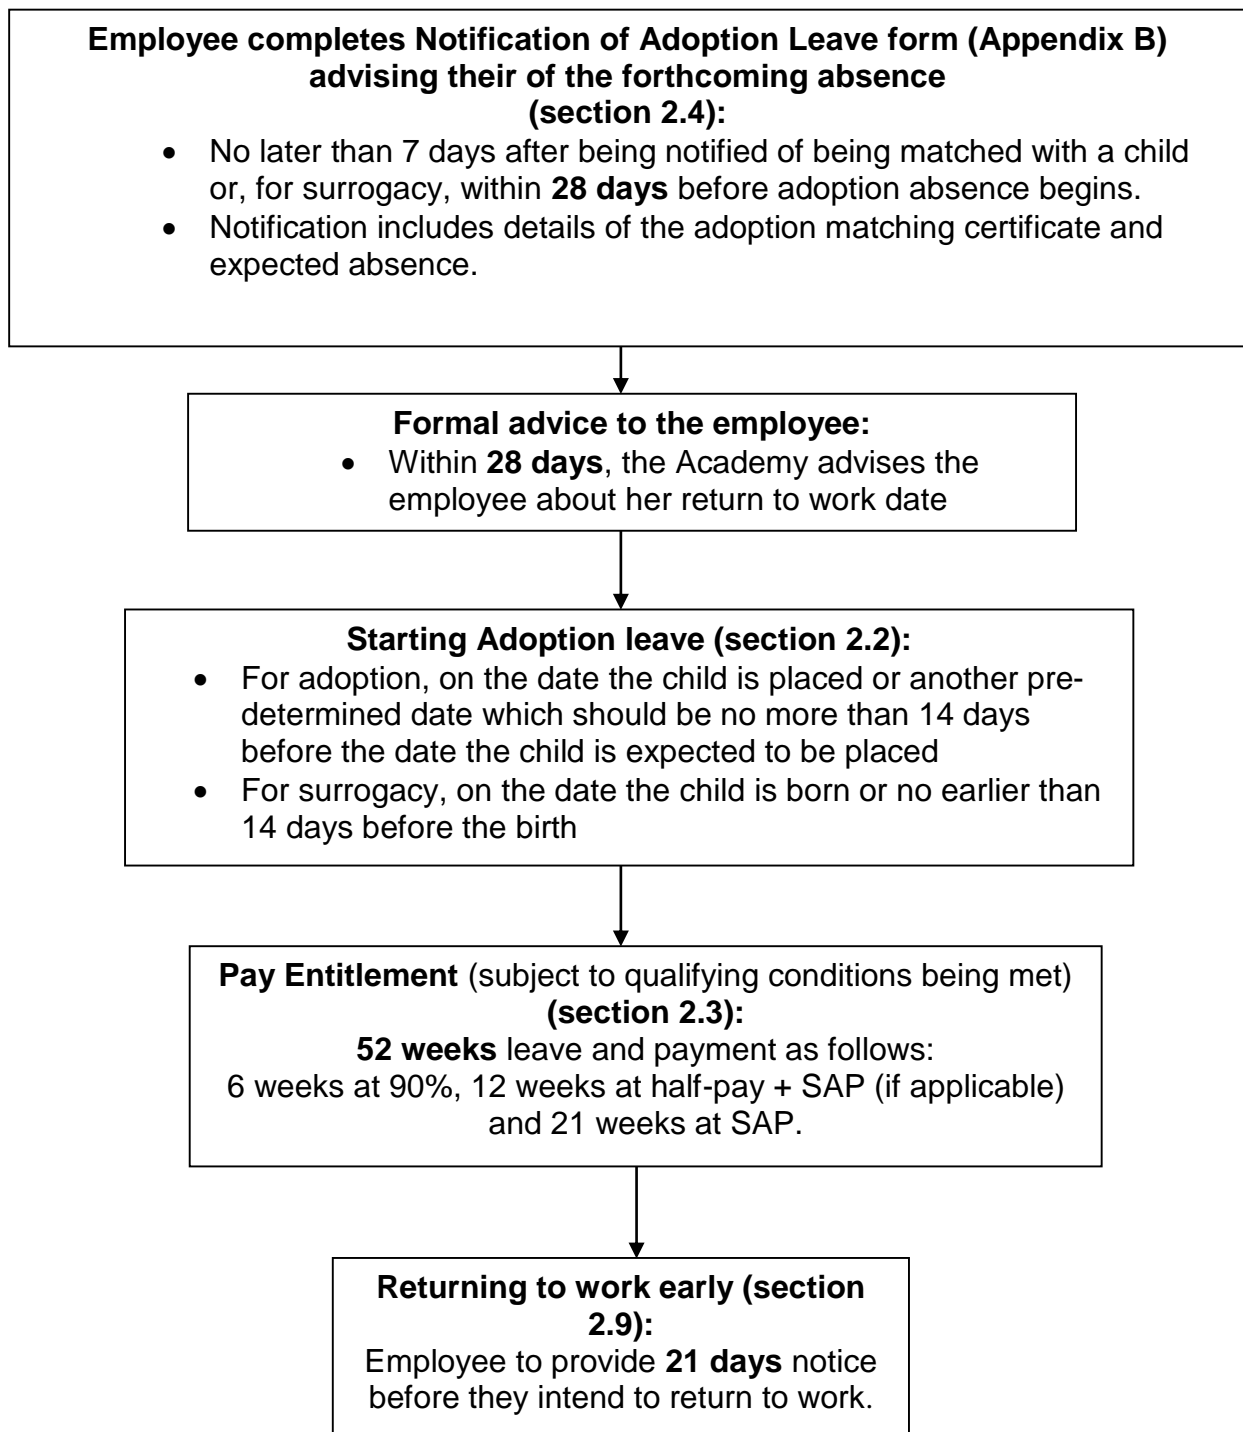 Employee completes Notification of Adoption Leave form (Appendix B)
advising their of the forthcoming absence
(section 2.4):
• No later than 7 days after being notified of being matched with a child
or, for surrogacy, within 28 days before adoption absence begins.
• Notification includes details of the adoption matching certificate and
expected absence.
Formal advice to the employee:
• Within 28 days, the Academy advises the
employee about her return to work date
Starting Adoption leave (section 2.2):
• For adoption, on the date the child is placed or another pre-
determined date which should be no more than 14 days
before the date the child is expected to be placed
• For surrogacy, on the date the child is born or no earlier than
14 days before the birth
Pay Entitlement (subject to qualifying conditions being met)
(section 2.3):
52 weeks leave and payment as follows:
6 weeks at 90%, 12 weeks at half-pay + SAP (if applicable)
and 21 weeks at SAP.
Returning to work early (section
2.9):
Employee to provide 21 days notice
before they intend to return to work.